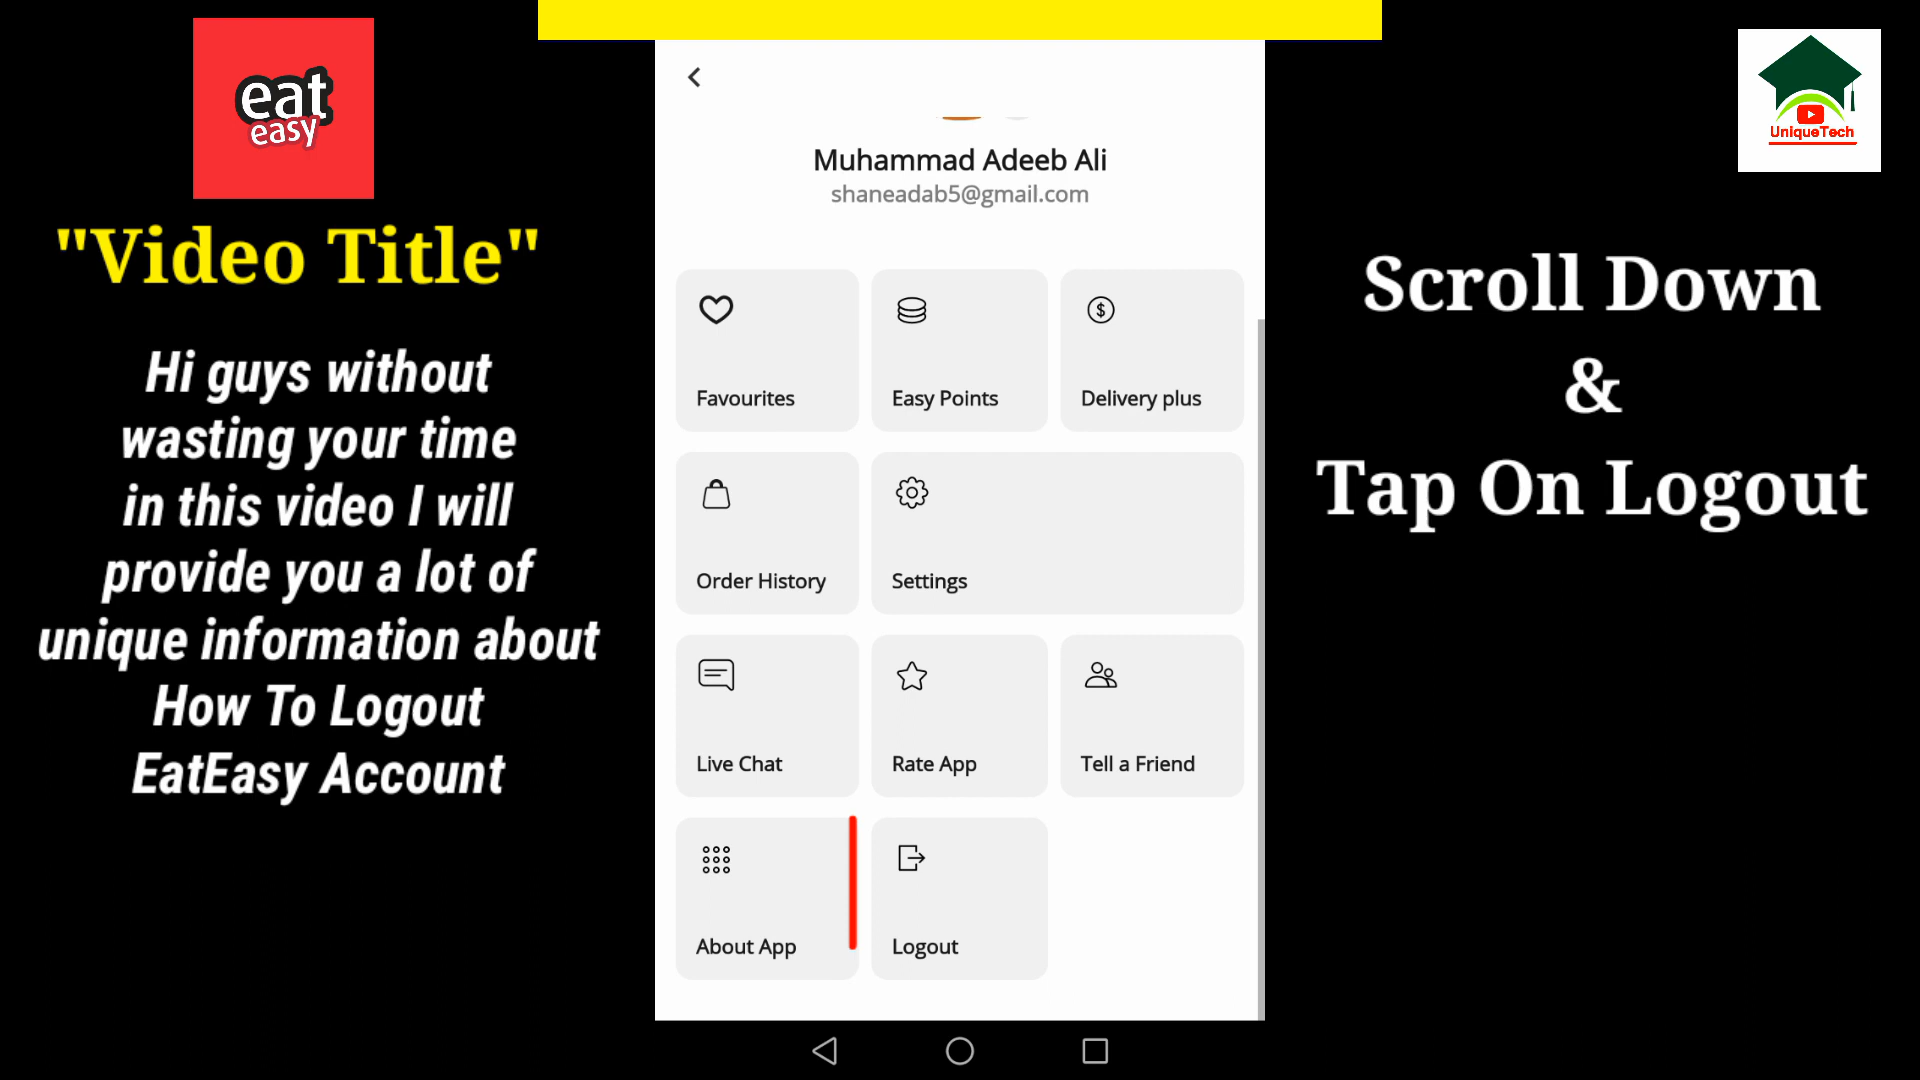 eat
easy
"Video Title"
Hi guys without
wasting your time
in this video I will
provide you a lot of
unique information about
How To Logout
EatEasy Account
Muhammad Adeeb Ali
shaneadab5@gmail.com
Favourites
Easy Points
Delivery plus
Order History
Settings
Live Chat
Rate App
Tell a Friend
About App
Logout
UniqueTech
Scroll Down
&
Tap On Logout